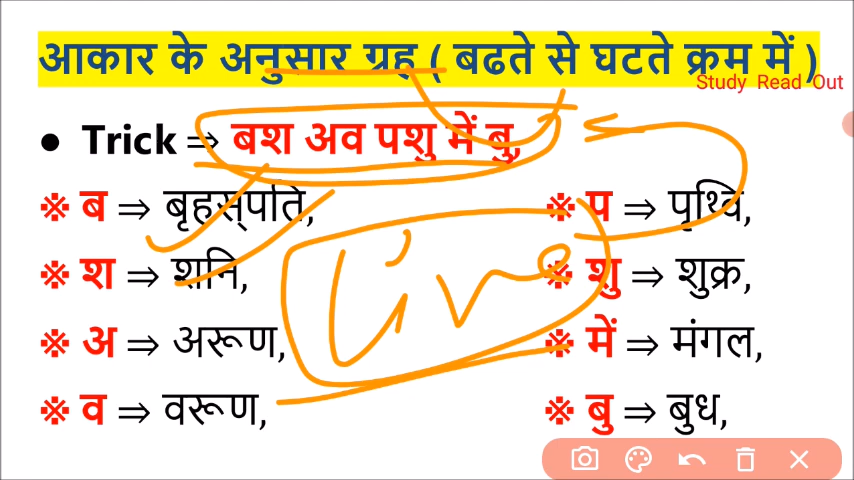 आकार के अनुसार ग्रह ( बढते से घटते क्रम में )
Study Read Out
● Trick ⇒ बश अव पशु में बु,
※ ब ⇒ बृहस्पति,
※ प ⇒ पृथ्वि,
※ श ⇒ शनि,
※ शु ⇒ शुक्र,
Live
※ अ ⇒ अरूण,
※ में ⇒ मंगल,
※ व ⇒ वरूण,
※ बु ⇒ बुध,